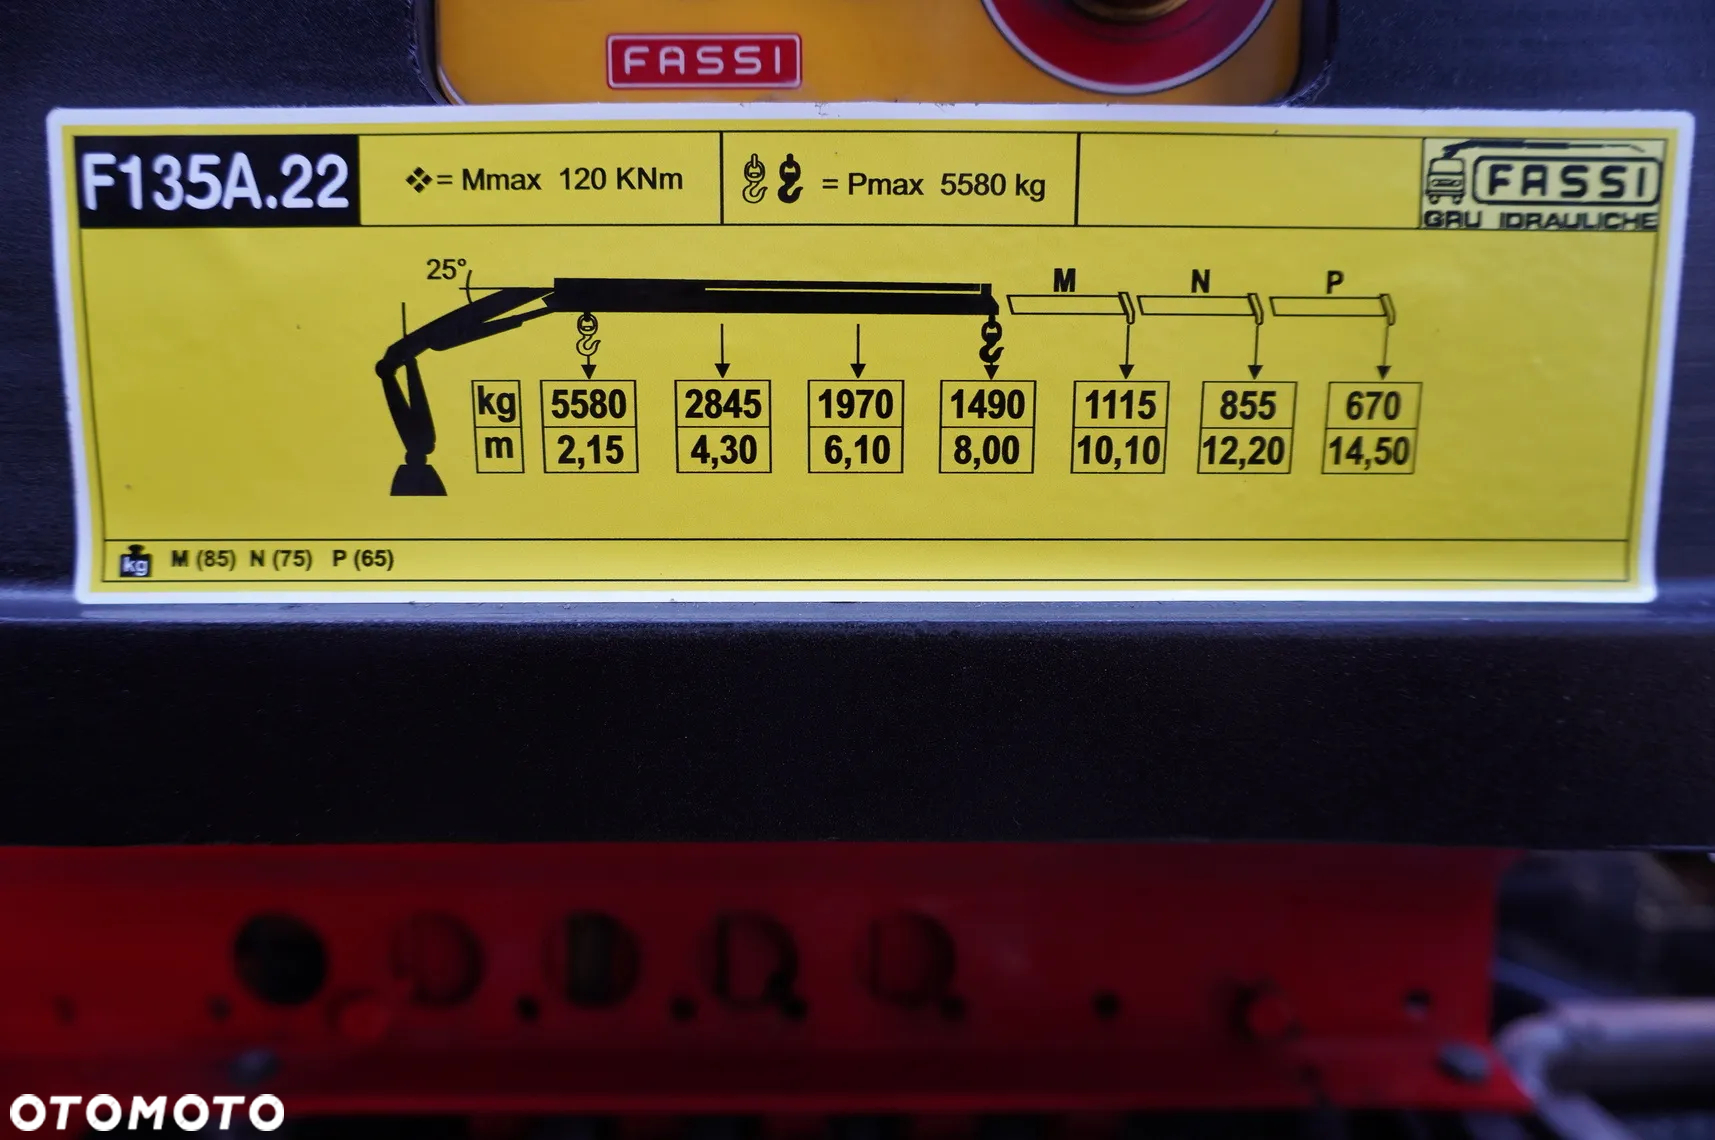 FASSI
F135A.22 = Mmax 120 KNm = Pmax 5580 kg FASSI
GRU IDRAULICHE
25°
M N P
kg 5580 2845 1970 1490 1115 855 670
m 2,15 4,30 6,10 8,00 10,10 12,20 14,50
kg M (85) N (75) P (65)
OTOMOTO